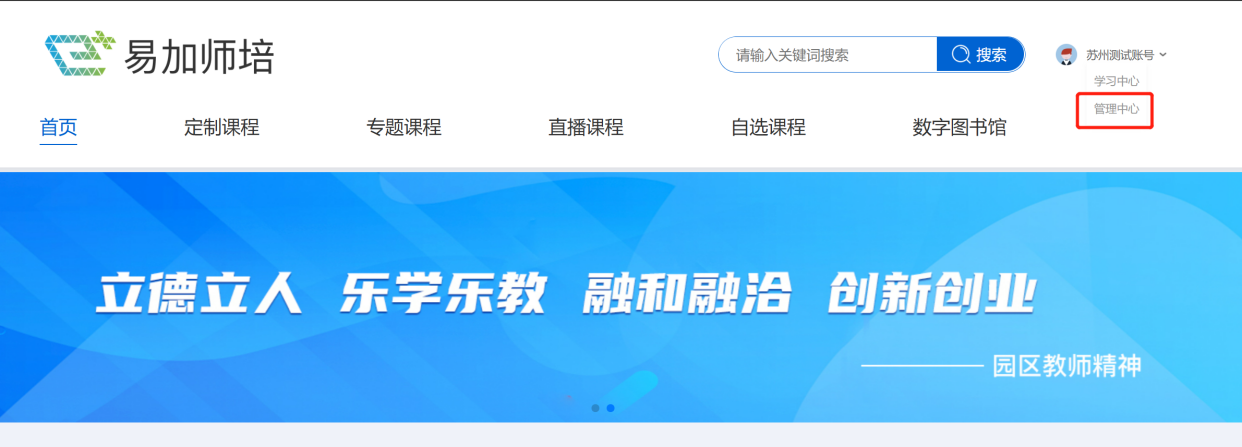 易加师培
请输入关键词搜索
搜索
苏州测试账号
学习中心
管理中心
首页
定制课程
专题课程
直播课程
自选课程
数字图书馆
立德立人 乐学乐教 融和融洽 创新创业
园区教师精神